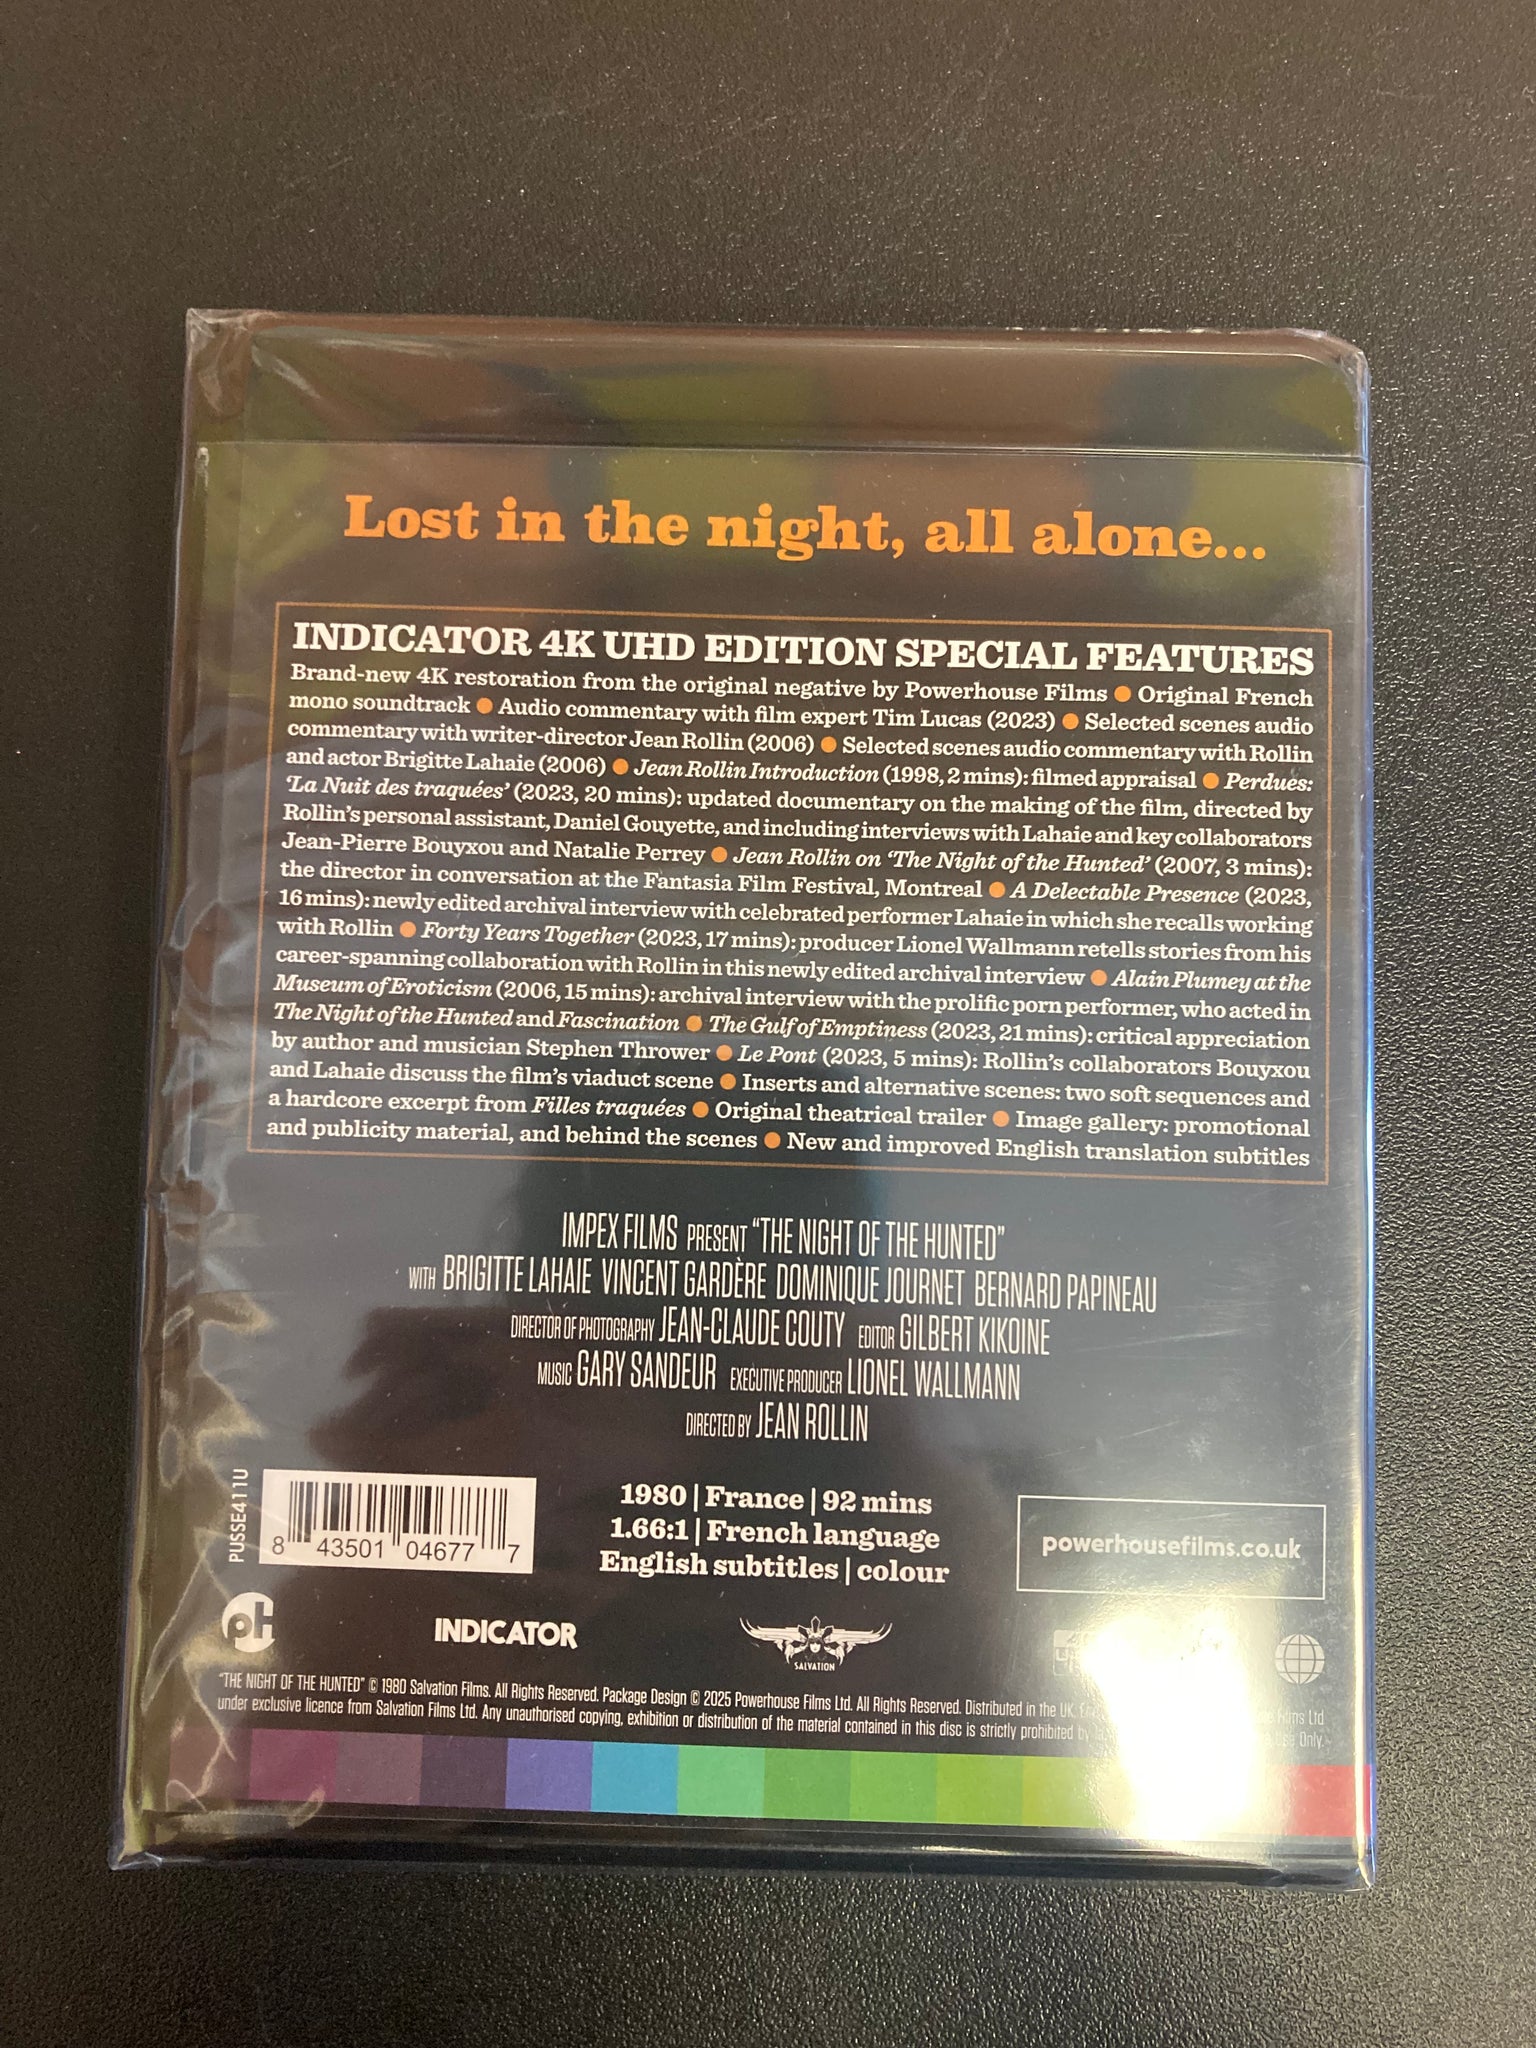 Lost in the night, all alone...
INDICATOR 4K UHD EDITION SPECIAL FEATURES
Brand-new 4K restoration from the original negative by Powerhouse Films ● Original French
mono soundtrack ● Audio commentary with film expert Tim Lucas (2023) ● Selected scenes audio
commentary with writer-director Jean Rollin (2006) ● Selected scenes audio commentary with Rollin
and actor Brigitte Lahaie (2006) ● Jean Rollin Introduction (1998, 2 mins): filmed appraisal ● Perdues:
'La Nuit des traquées' (2023, 20 mins): updated documentary on the making of the film, directed by
Rollin's personal assistant, Daniel Gouyette, and including interviews with Lahaie and key collaborators
Jean-Pierre Bouyxou and Natalie Perrey ● Jean Rollin on 'The Night of the Hunted' (2007, 3 mins):
the director in conversation at the Fantasia Film Festival, Montreal ● A Delectable Presence (2023,
16 mins): newly edited archival interview with celebrated performer Lahaie in which she recalls working
with Rollin ● Forty Years Together (2023, 17 mins): producer Lionel Wallmann retells stories from his
career-spanning collaboration with Rollin in this newly edited archival interview ● Alain Plumey at the
Museum of Eroticism (2006, 15 mins): archival interview with the prolific porn performer, who acted in
The Night of the Hunted and Fascination ● The Gulf of Emptiness (2023, 21 mins): critical appreciation
by author and musician Stephen Thrower ● Le Pont (2023, 5 mins): Rollin's collaborators Bouyxou
and Lahaie discuss the film's viaduct scene ● Inserts and alternative scenes: two soft sequences and
a hardcore excerpt from Filles traquées ● Original theatrical trailer ● Image gallery: promotional
and publicity material, and behind the scenes ● New and improved English translation subtitles
IMPEX FILMS PRESENT "THE NIGHT OF THE HUNTED"
WITH BRIGITTE LAHAIE VINCENT GARDÈRE DOMINIQUE JOURNET BERNARD PAPINEAU
DIRECTOR OF PHOTOGRAPHY JEAN-CLAUDE COUTY EDITOR GILBERT KIKOINE
MUSIC GARY SANDEUR EXECUTIVE PRODUCER LIONEL WALLMANN
DIRECTED BY JEAN ROLLIN
PUSSE411U
8 43501 04677 7
1980 | France | 92 mins
1.66:1 | French language
English subtitles | colour
powerhousefilms.co.uk
pH
INDICATOR
SALVATION
"THE NIGHT OF THE HUNTED" © 1980 Salvation Films. All Rights Reserved. Package Design © 2025 Powerhouse Films Ltd. All Rights Reserved. Distributed in the UK, Films Ltd
under exclusive licence from Salvation Films Ltd. Any unauthorised copying, exhibition or distribution of the material contained in this disc is strictly prohibited by Use Only.